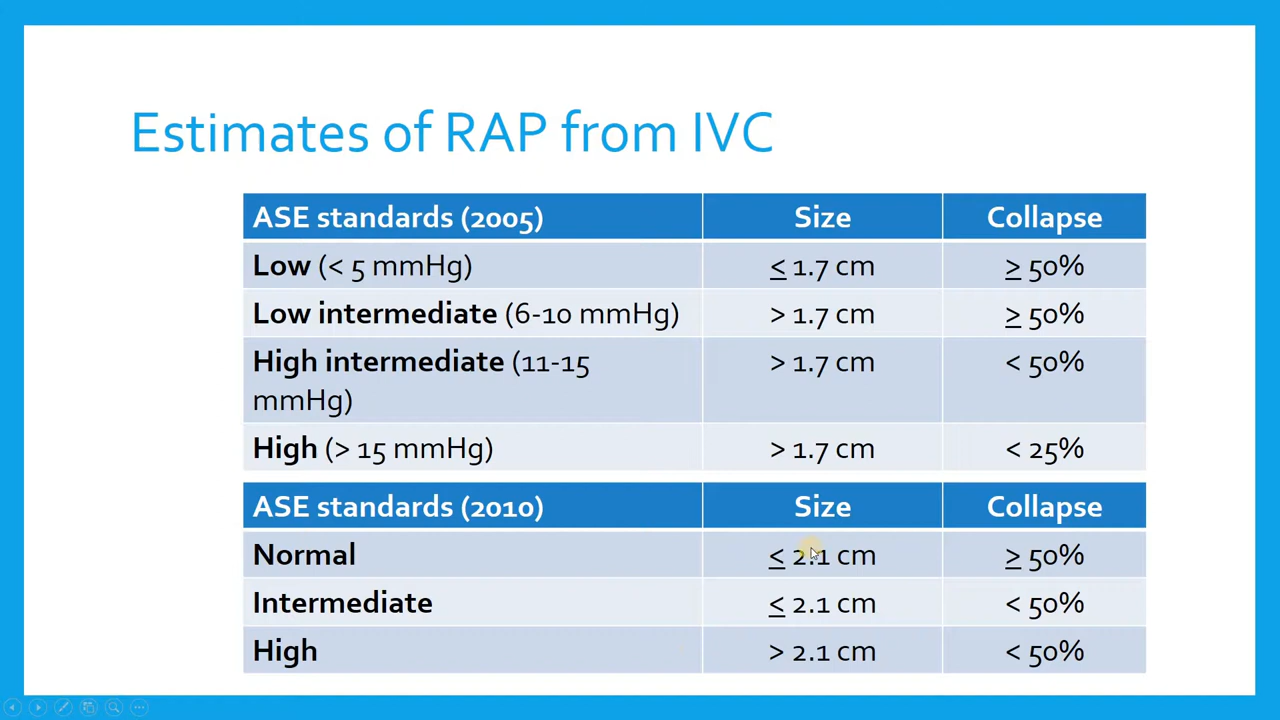 Estimates of RAP from IVC
ASE standards (2005) Size Collapse
Low (< 5 mmHg) ≤ 1.7 cm ≥ 50%
Low intermediate (6-10 mmHg) > 1.7 cm ≥ 50%
High intermediate (11-15 > 1.7 cm < 50%
mmHg)
High (> 15 mmHg) > 1.7 cm < 25%
ASE standards (2010) Size Collapse
Normal ≤ 2.1 cm ≥ 50%
Intermediate ≤ 2.1 cm < 50%
High > 2.1 cm < 50%